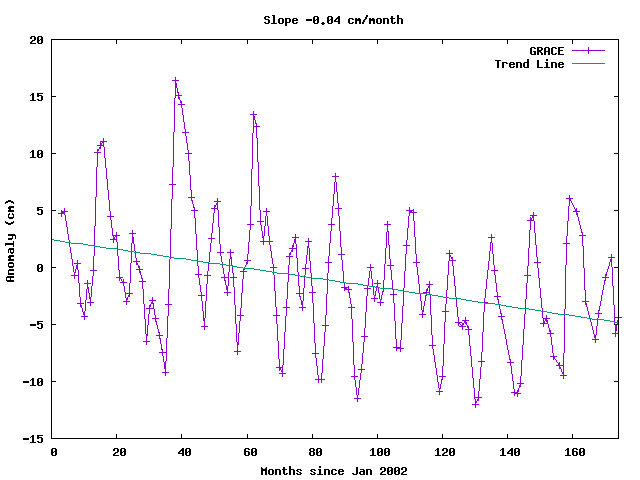 Slope -0.04 cm/month
GRACE
Trend Line
Anomaly (cm)
20
15
10
5
0
-5
-10
-15
0 20 40 60 80 100 120 140 160
Months since Jan 2002